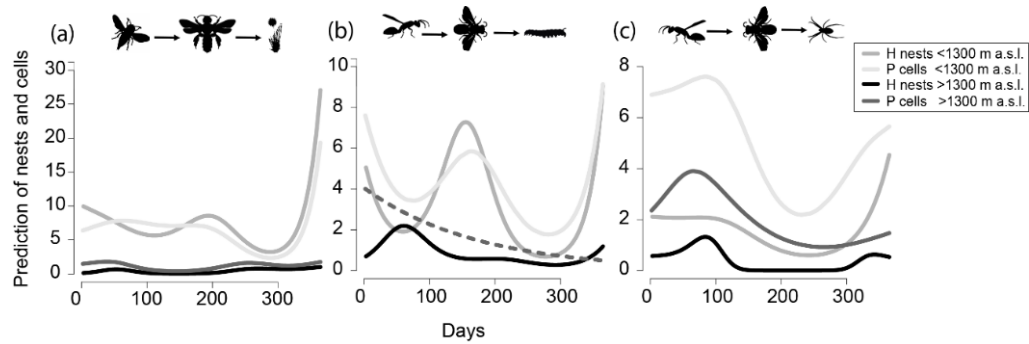 (a)
(b)
(c)
H nests <1300 m a.s.l.
P cells <1300 m a.s.l.
H nests >1300 m a.s.l.
P cells >1300 m a.s.l.
Prediction of nests and cells
30
25
20
15
10
5
0
0 100 200 300
10
8
6
4
2
0
0 100 200 300
8
6
4
2
0
0 100 200 300
Days